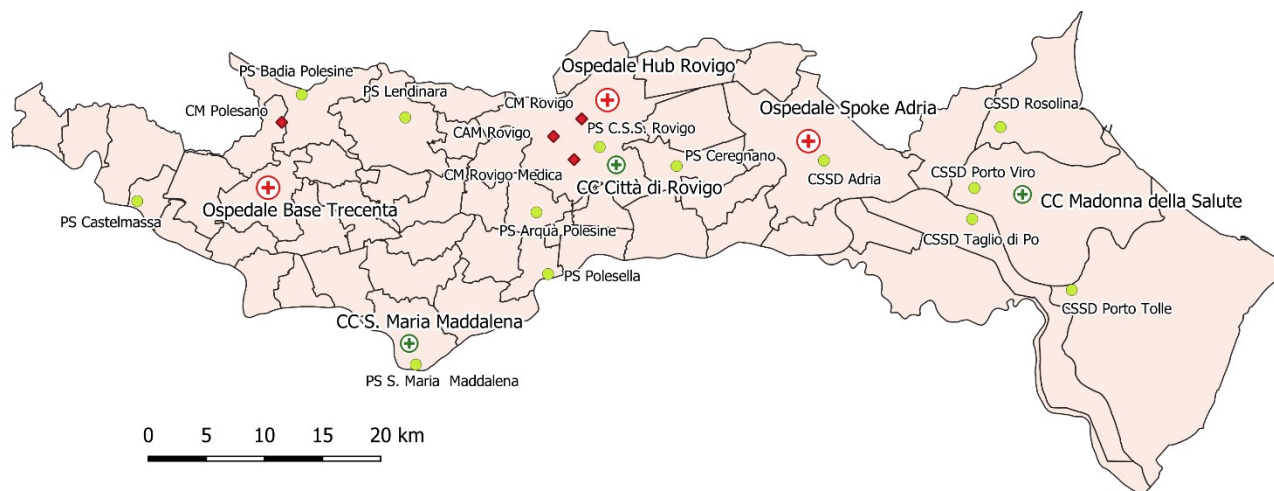 Ospedale Hub Rovigo
PS Badia Polesine
PS Lendinara
CM Polesano
CM Rovigo
CAM Rovigo
PS C.S.S. Rovigo
Ospedale Spoke Adria
CSSD Rosolina
PS Ceregnano
CM Rovigo Medica
CC Città di Rovigo
CSSD Adria
CSSD Porto Viro
CC Madonna della Salute
Ospedale Base Trecenta
PS Castelmassa
PS Arquà Polesine
CSSD Taglio di Po
PS Polesella
CSSD Porto Tolle
CC S. Maria Maddalena
PS S. Maria Maddalena
0 5 10 15 20 km